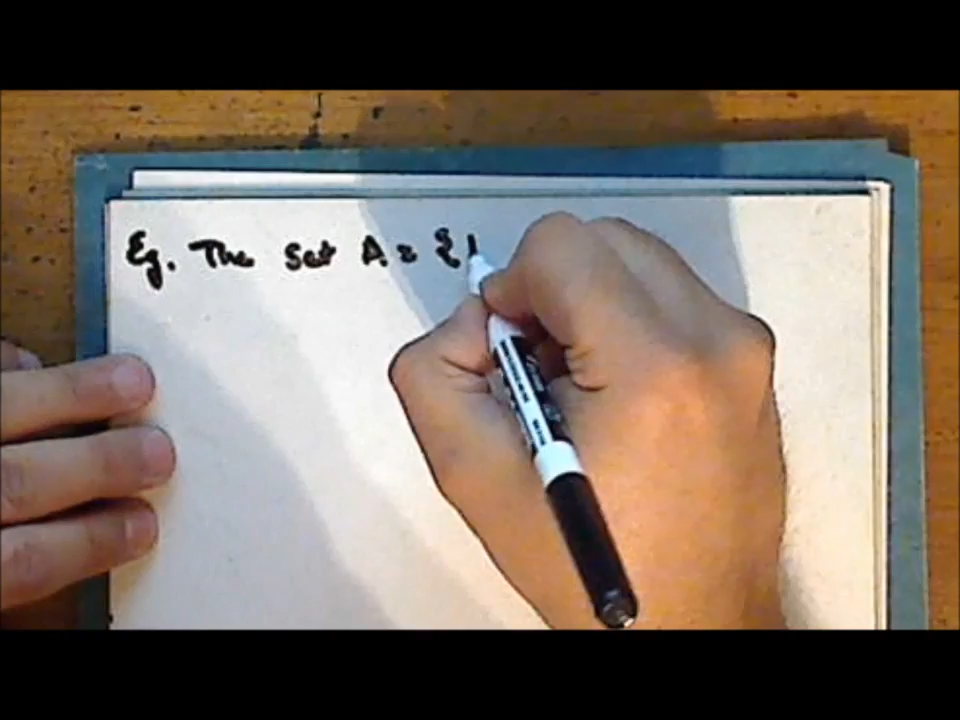 Eg. The set A = {1